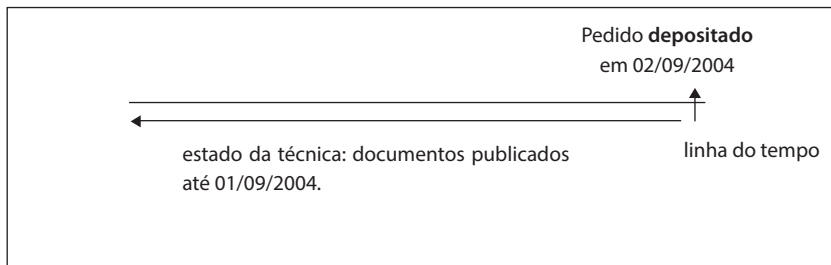 Pedido depositado
em 02/09/2004
estado da técnica: documentos publicados
até 01/09/2004.
linha do tempo